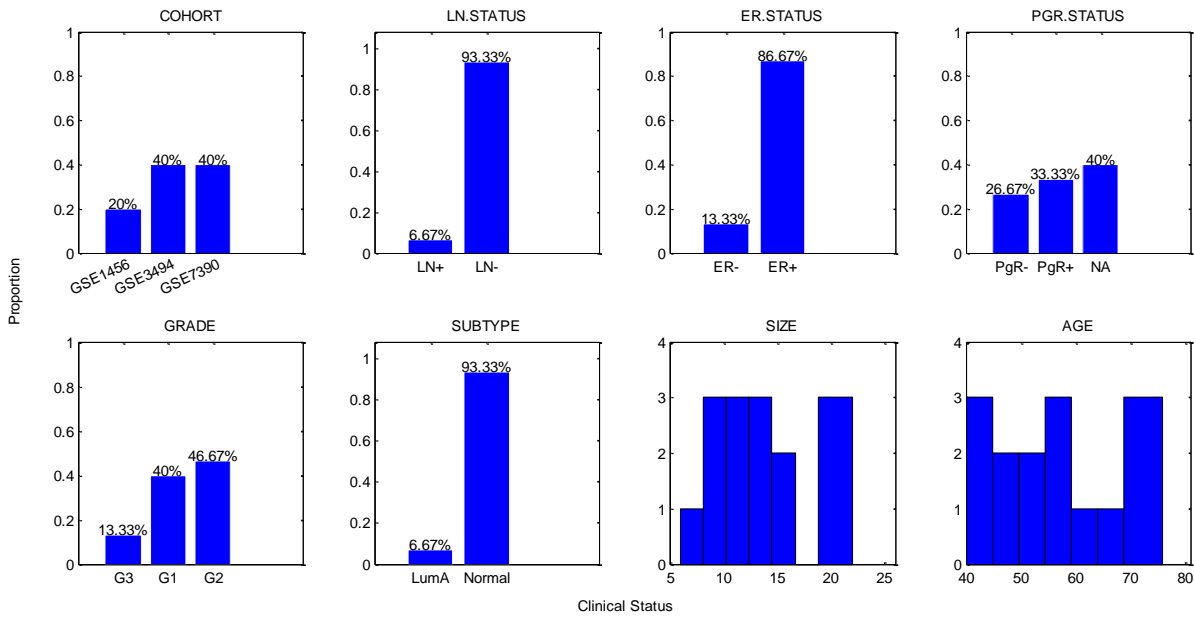 COHORT
1
0.8
0.6
0.4
0.2
0
20%
40%
40%
GSE1456
GSE3494
GSE7390
LN.STATUS
1
0.8
0.6
0.4
0.2
0
6.67%
93.33%
LN+
LN-
ER.STATUS
1
0.8
0.6
0.4
0.2
0
13.33%
86.67%
ER-
ER+
PGR.STATUS
1
0.8
0.6
0.4
0.2
0
26.67%
33.33%
40%
PgR-
PgR+
NA
Proportion
GRADE
1
0.8
0.6
0.4
0.2
0
13.33%
40%
46.67%
G3
G1
G2
SUBTYPE
1
0.8
0.6
0.4
0.2
0
6.67%
93.33%
LumA
Normal
SIZE
4
3
2
1
0
5
10
15
20
25
AGE
4
3
2
1
0
40
50
60
70
80
Clinical Status